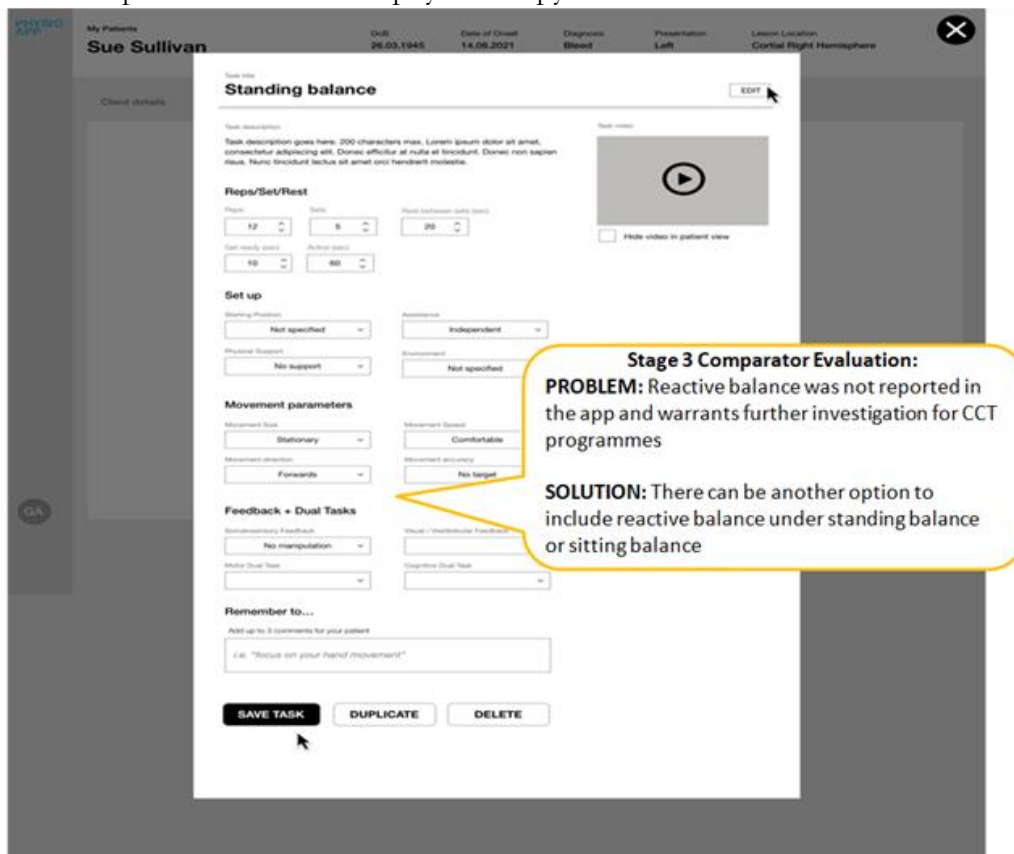 PHYSIO
APP
My Patients
Sue Sullivan
DoB
26.03.1945
Date of Onset
14.08.2021
Diagnosis
Bleed
Presentation
Left
Lesion Location
Cortial Right Hemisphere
Client details
Task title
Standing balance
EDIT
Task description
Task description goes here. 200 characters max. Lorem ipsum dolor sit amet,
consectetur adipiscing elit. Donec efficitur at nulla et tincidunt. Donec non sapien
risus. Nunc tincidunt lectus sit amet orci hendrerit molestie.
Task video
Hide video in patient view
Reps/Set/Rest
Reps
Sets
Rest between sets (sec)
12
5
20
Get ready (sec)
Active (sec)
10
60
Set up
Starting Position
Assistance
Not specified
Independent
Physical Support
Environment
No support
Not specified
Movement parameters
Movement Size
Movement Speed
Stationary
Comfortable
Movement direction
Movement accuracy
Forwards
No target
Feedback + Dual Tasks
Somatosensory Feedback
Visual / Vestibular Feedback
No manipulation
Motor Dual Task
Cognitive Dual Task
Remember to...
Add up to 3 comments for your patient
i.e. "focus on your hand movement"
SAVE TASK
DUPLICATE
DELETE
GA
Stage 3 Comparator Evaluation:
PROBLEM: Reactive balance was not reported in
the app and warrants further investigation for CCT
programmes
SOLUTION: There can be another option to
include reactive balance under standing balance
or sitting balance